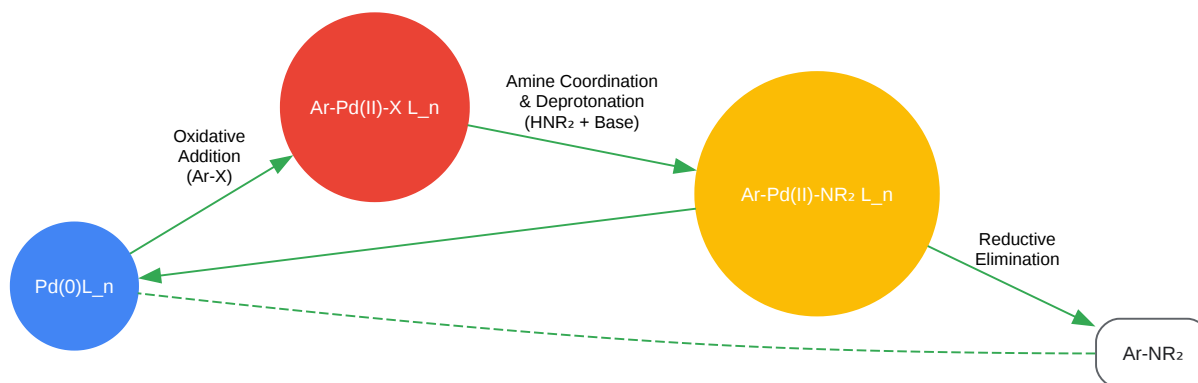 Oxidative
Addition
(Ar-X)
Ar-Pd(II)-X L_n
Amine Coordination
& Deprotonation
(HNR₂ + Base)
Ar-Pd(II)-NR₂ L_n
Pd(0)L_n
Reductive
Elimination
Ar-NR₂